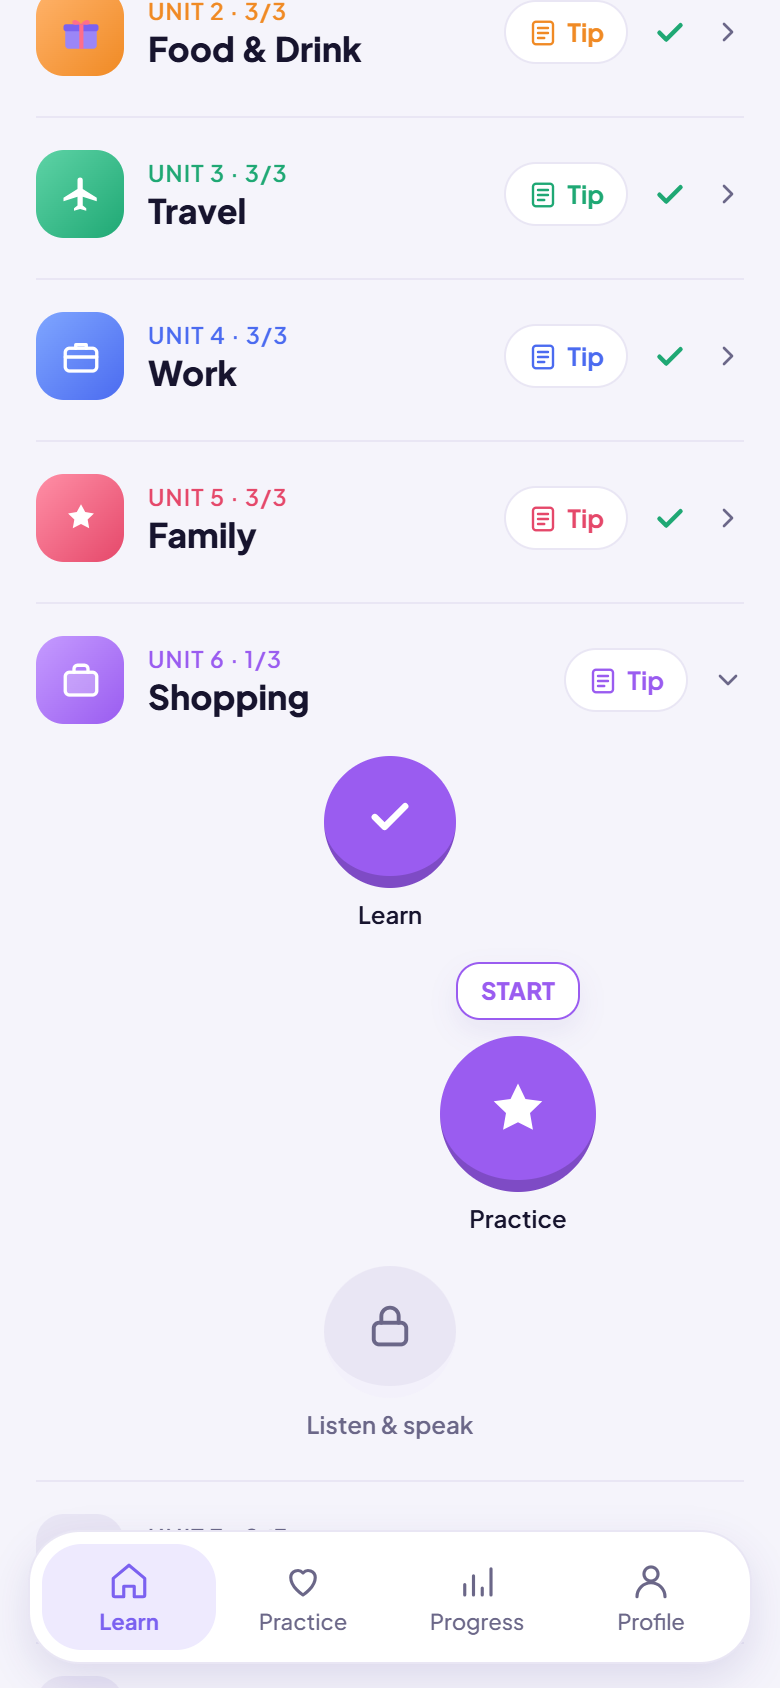 UNIT 2 · 3/3
Food & Drink
Tip
UNIT 3 · 3/3
Travel
Tip
UNIT 4 · 3/3
Work
Tip
UNIT 5 · 3/3
Family
Tip
UNIT 6 · 1/3
Shopping
Tip
Learn
START
Practice
Listen & speak
Learn
Practice
Progress
Profile